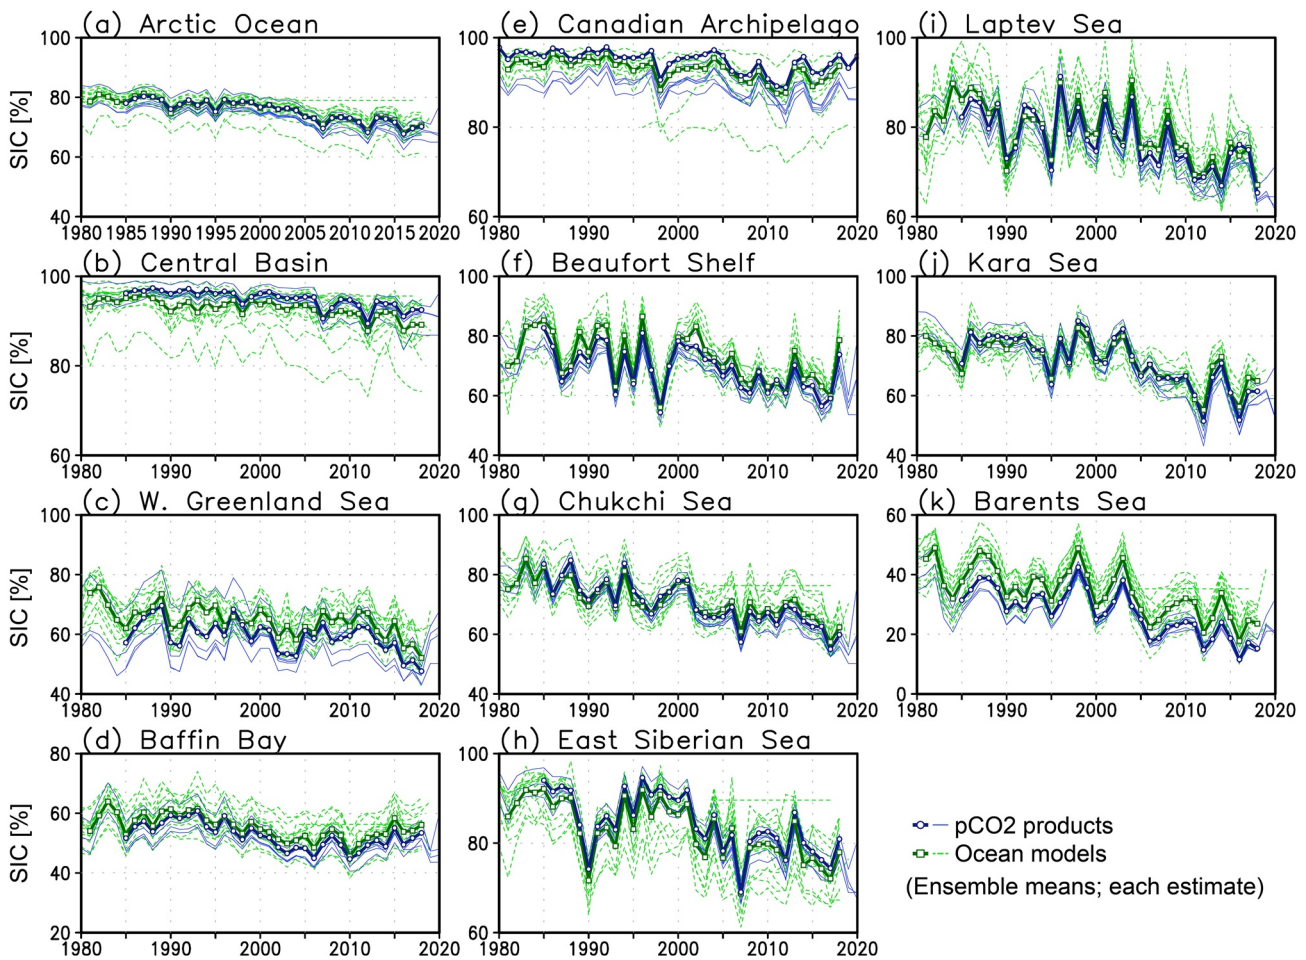 (a) Arctic Ocean
SIC [%]
100
80
60
40
1980 1985 1990 1995 2000 2005 2010 2015 2020
(e) Canadian Archipelago
100
80
60
1980 1990 2000 2010 2020
(i) Laptev Sea
100
80
60
1980 1990 2000 2010 2020
(b) Central Basin
SIC [%]
100
80
60
1980 1990 2000 2010 2020
(f) Beaufort Shelf
100
80
60
40
1980 1990 2000 2010 2020
(j) Kara Sea
100
80
60
40
1980 1990 2000 2010 2020
(c) W. Greenland Sea
SIC [%]
100
80
60
40
1980 1990 2000 2010 2020
(g) Chukchi Sea
100
80
60
40
1980 1990 2000 2010 2020
(k) Barents Sea
60
40
20
0
1980 1990 2000 2010 2020
(d) Baffin Bay
SIC [%]
80
60
40
20
1980 1990 2000 2010 2020
(h) East Siberian Sea
100
80
60
1980 1990 2000 2010 2020
pCO2 products
Ocean models
(Ensemble means; each estimate)